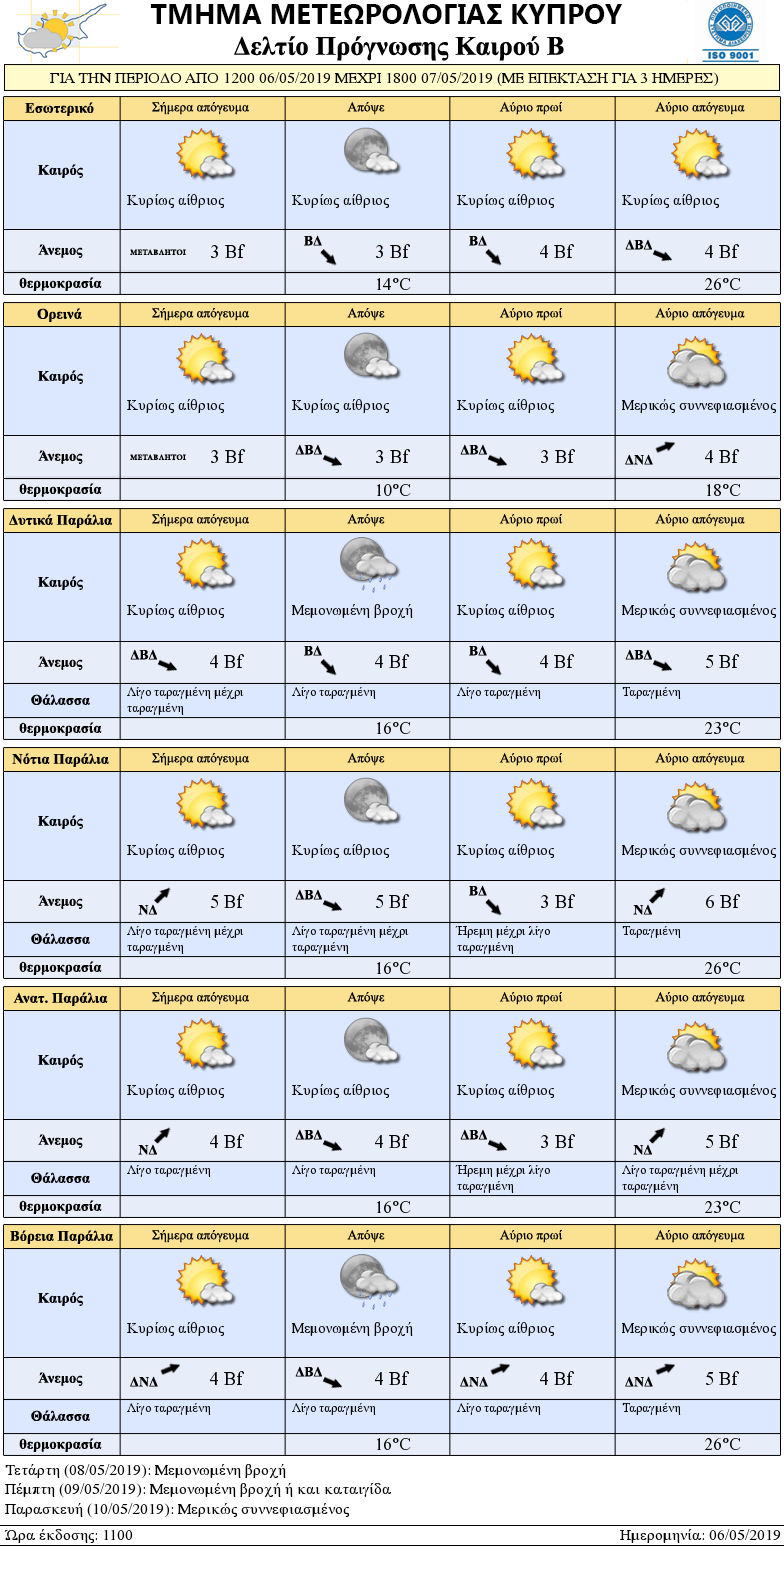 ΤΜΗΜΑ ΜΕΤΕΩΡΟΛΟΓΙΑΣ ΚΥΠΡΟΥ
Δελτίο Πρόγνωσης Καιρού Β
ISO 9001
ΓΙΑ ΤΗΝ ΠΕΡΙΟΔΟ ΑΠΟ 1200 06/05/2019 ΜΕΧΡΙ 1800 07/05/2019 (ΜΕ ΕΠΕΚΤΑΣΗ ΓΙΑ 3 ΗΜΕΡΕΣ)
Εσωτερικό Σήμερα απόγευμα Απόψε Αύριο πρωί Αύριο απόγευμα
Καιρός
Κυρίως αίθριος Κυρίως αίθριος Κυρίως αίθριος Κυρίως αίθριος
Άνεμος ΜΕΤΑΒΛΗΤΟΙ 3 Bf ΒΔ 3 Bf ΒΔ 4 Bf ΔΒΔ 4 Bf
θερμοκρασία 14°C 26°C
Ορεινά Σήμερα απόγευμα Απόψε Αύριο πρωί Αύριο απόγευμα
Καιρός
Κυρίως αίθριος Κυρίως αίθριος Κυρίως αίθριος Μερικώς συννεφιασμένος
Άνεμος ΜΕΤΑΒΛΗΤΟΙ 3 Bf ΔΒΔ 3 Bf ΔΒΔ 3 Bf ΔΝΔ 4 Bf
θερμοκρασία 10°C 18°C
Δυτικά Παράλια Σήμερα απόγευμα Απόψε Αύριο πρωί Αύριο απόγευμα
Καιρός
Κυρίως αίθριος Μεμονωμένη βροχή Κυρίως αίθριος Μερικώς συννεφιασμένος
Άνεμος ΔΒΔ 4 Bf ΒΔ 4 Bf ΒΔ 4 Bf ΔΒΔ 5 Bf
Θάλασσα Λίγο ταραγμένη μέχρι ταραγμένη Λίγο ταραγμένη Λίγο ταραγμένη Ταραγμένη
θερμοκρασία 16°C 23°C
Νότια Παράλια Σήμερα απόγευμα Απόψε Αύριο πρωί Αύριο απόγευμα
Καιρός
Κυρίως αίθριος Κυρίως αίθριος Κυρίως αίθριος Μερικώς συννεφιασμένος
Άνεμος ΝΔ 5 Bf ΔΒΔ 5 Bf ΒΔ 3 Bf ΝΔ 6 Bf
Θάλασσα Λίγο ταραγμένη μέχρι ταραγμένη Λίγο ταραγμένη μέχρι ταραγμένη Ήρεμη μέχρι λίγο ταραγμένη Ταραγμένη
θερμοκρασία 16°C 26°C
Ανατ. Παράλια Σήμερα απόγευμα Απόψε Αύριο πρωί Αύριο απόγευμα
Καιρός
Κυρίως αίθριος Κυρίως αίθριος Κυρίως αίθριος Μερικώς συννεφιασμένος
Άνεμος ΝΔ 4 Bf ΔΒΔ 4 Bf ΔΒΔ 3 Bf ΝΔ 5 Bf
Θάλασσα Λίγο ταραγμένη Λίγο ταραγμένη Ήρεμη μέχρι λίγο ταραγμένη Λίγο ταραγμένη μέχρι ταραγμένη
θερμοκρασία 16°C 23°C
Βόρεια Παράλια Σήμερα απόγευμα Απόψε Αύριο πρωί Αύριο απόγευμα
Καιρός
Κυρίως αίθριος Μεμονωμένη βροχή Κυρίως αίθριος Μερικώς συννεφιασμένος
Άνεμος ΔΝΔ 4 Bf ΔΒΔ 4 Bf ΔΝΔ 4 Bf ΔΝΔ 5 Bf
Θάλασσα Λίγο ταραγμένη Λίγο ταραγμένη Λίγο ταραγμένη Ταραγμένη
θερμοκρασία 16°C 26°C
Τετάρτη (08/05/2019): Μεμονωμένη βροχή
Πέμπτη (09/05/2019): Μεμονωμένη βροχή ή και καταιγίδα
Παρασκευή (10/05/2019): Μερικώς συννεφιασμένος
Ώρα έκδοσης: 1100 Ημερομηνία: 06/05/2019